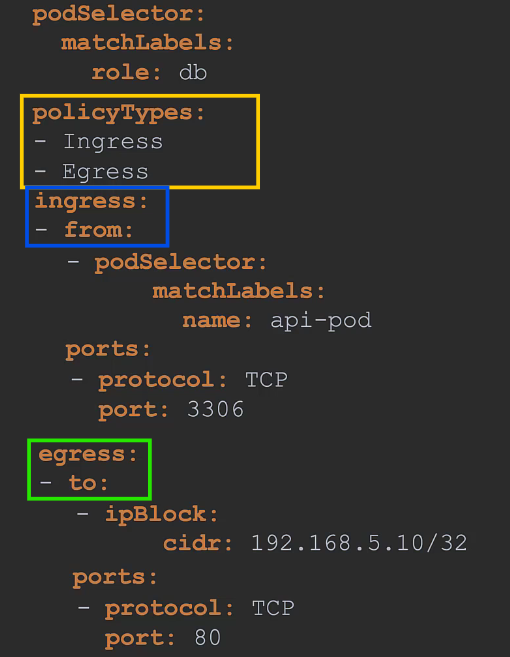 podSelector:
matchLabels:
role: db
policyTypes:
- Ingress
- Egress
ingress:
- from:
- podSelector:
matchLabels:
name: api-pod
ports:
- protocol: TCP
port: 3306
egress:
- to:
- ipBlock:
cidr: 192.168.5.10/32
ports:
- protocol: TCP
port: 80